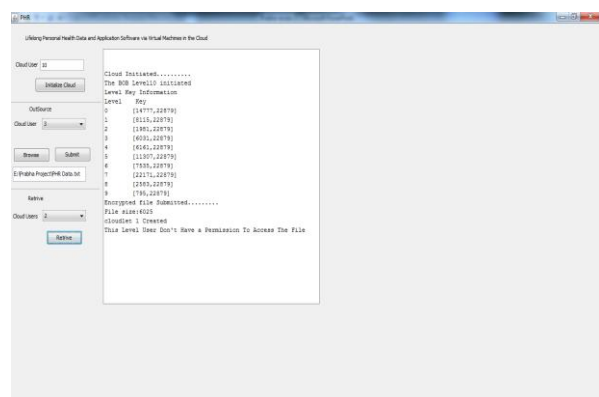 PHR
Lifelong Personal Health Data and Application Software via Virtual Machines in the Cloud
Cloud User 10
Initialize Cloud
OutSource
Cloud User 3
Browse Submit
E:\Prabha Project\PHR Data.txt
Retrive
Cloud Users 2
Retrive
Cloud Initiated..........
The BGB Level10 initiated
Level Key Information
Level Key
0 [14777,22879]
1 [8115,22879]
2 [1981,22879]
3 [6031,22879]
4 [6161,22879]
5 [11307,22879]
6 [7535,22879]
7 [22171,22879]
8 [2583,22879]
9 [795,22879]
Encrypted file Submitted.........
File size:6025
cloudlet 1 Created
This Level User Don't Have a Permission To Access The File